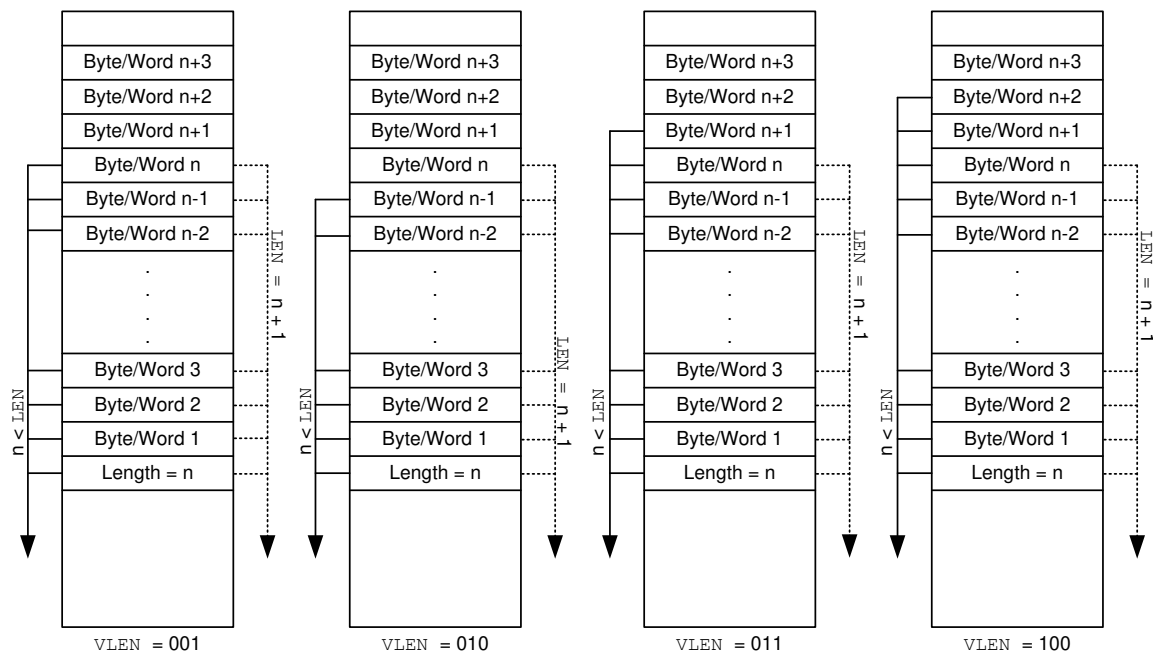 Byte/Word n+3
Byte/Word n+2
Byte/Word n+1
Byte/Word n
Byte/Word n-1
Byte/Word n-2
Byte/Word 3
Byte/Word 2
Byte/Word 1
Length = n
LEN > n
LEN = n + 1
VLEN = 001
Byte/Word n+3
Byte/Word n+2
Byte/Word n+1
Byte/Word n
Byte/Word n-1
Byte/Word n-2
Byte/Word 3
Byte/Word 2
Byte/Word 1
Length = n
LEN > n
LEN = n + 1
VLEN = 010
Byte/Word n+3
Byte/Word n+2
Byte/Word n+1
Byte/Word n
Byte/Word n-1
Byte/Word n-2
Byte/Word 3
Byte/Word 2
Byte/Word 1
Length = n
LEN > n
LEN = n + 1
VLEN = 011
Byte/Word n+3
Byte/Word n+2
Byte/Word n+1
Byte/Word n
Byte/Word n-1
Byte/Word n-2
Byte/Word 3
Byte/Word 2
Byte/Word 1
Length = n
LEN > n
LEN = n + 1
VLEN = 100